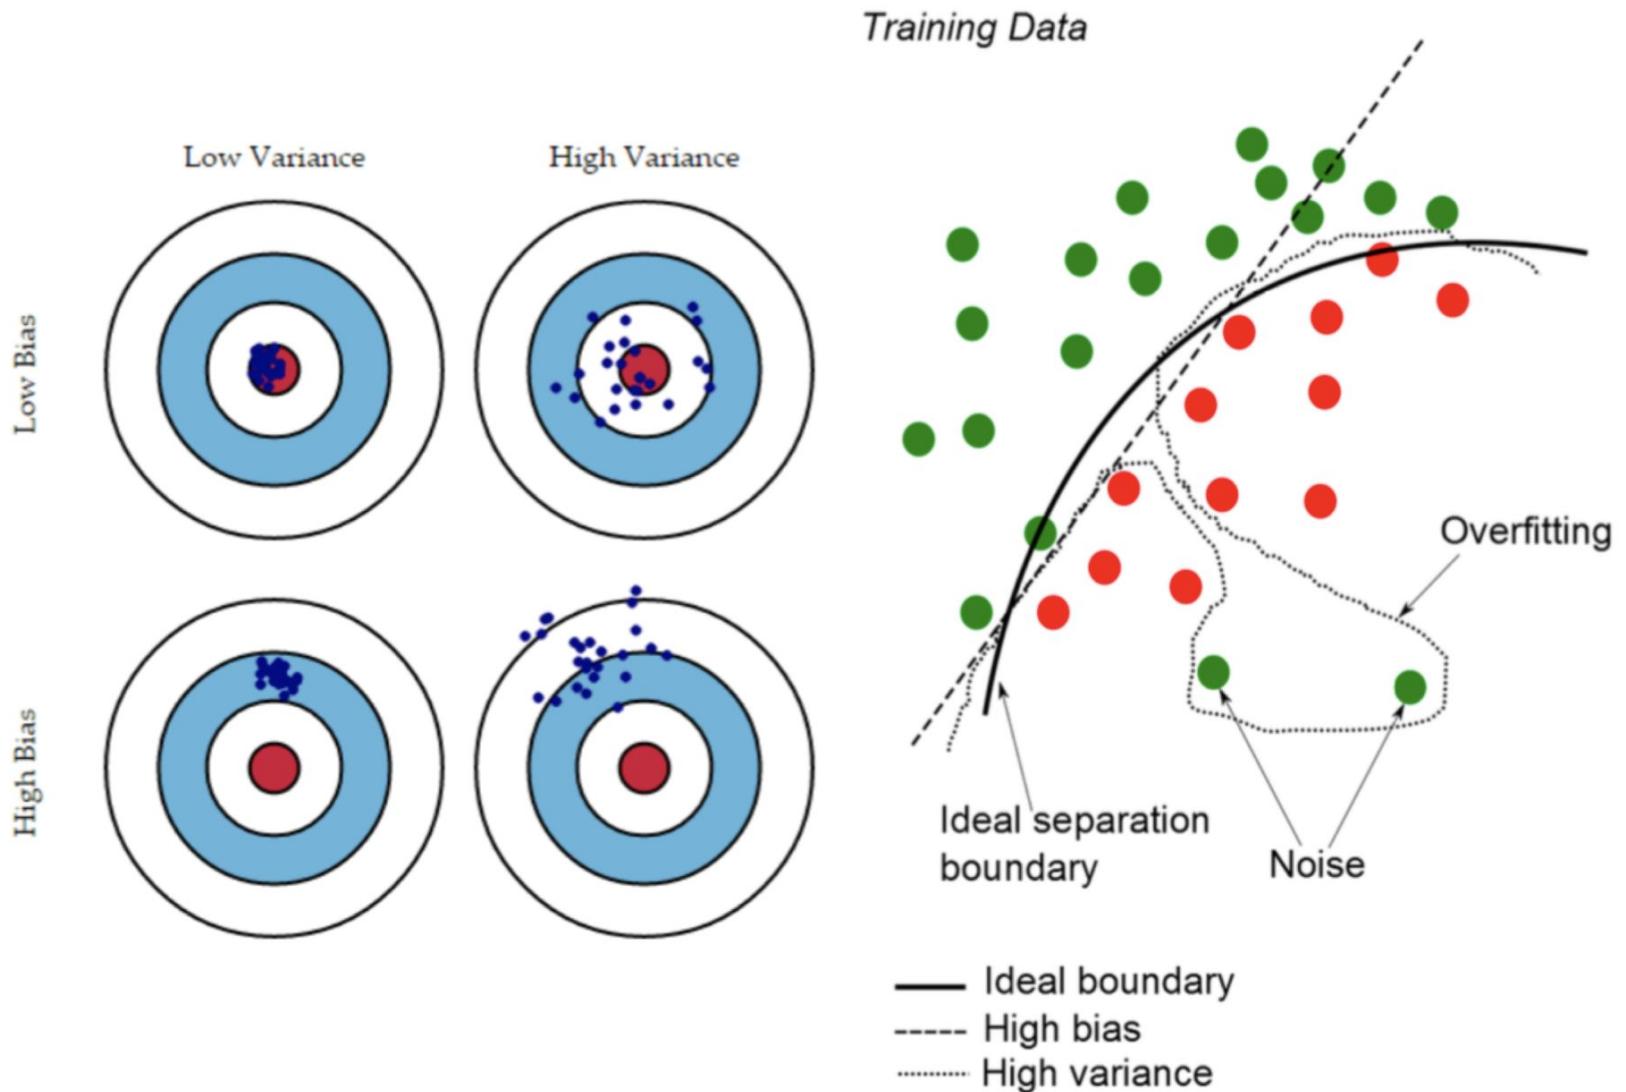 Training Data
Low Variance
High Variance
Low Bias
High Bias
Overfitting
Ideal separation
boundary
Noise
Ideal boundary
High bias
High variance